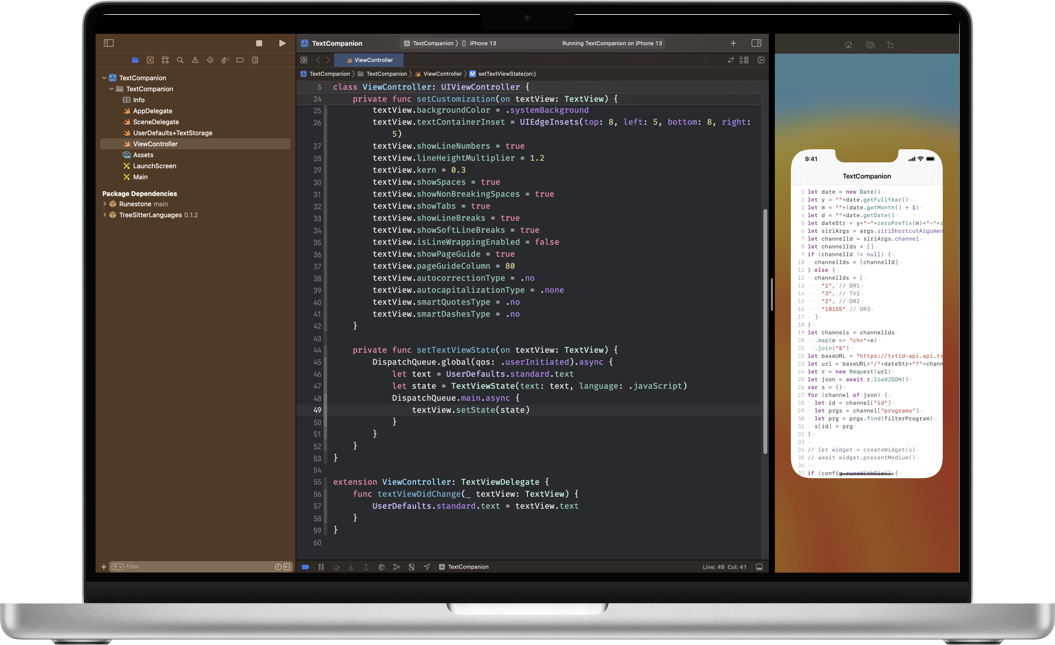 TextCompanion
TextCompanion
iPhone 13
Running TextCompanion on iPhone 13
ViewController
TextCompanion
TextCompanion
ViewController
M setTextViewState(on:)
TextCompanion
TextCompanion
Info
AppDelegate
SceneDelegate
UserDefaults+TextStorage
ViewController
Assets
LaunchScreen
Main
Package Dependencies
Runestone main
TreeSitterLanguages 0.1.2
Filter
5 class ViewController: UIViewController {
24 private func setCustomization(on textView: TextView) {
25 textView.backgroundColor = .systemBackground
26 textView.textContainerInset = UIEdgeInsets(top: 8, left: 5, bottom: 8, right:
5)
27 textView.showLineNumbers = true
28 textView.lineHeightMultiplier = 1.2
29 textView.kern = 0.3
30 textView.showSpaces = true
31 textView.showNonBreakingSpaces = true
32 textView.showTabs = true
33 textView.showLineBreaks = true
34 textView.showSoftLineBreaks = true
35 textView.isLineWrappingEnabled = false
36 textView.showPageGuide = true
37 textView.pageGuideColumn = 80
38 textView.autocorrectionType = .no
39 textView.autocapitalizationType = .none
40 textView.smartQuotesType = .no
41 textView.smartDashesType = .no
42 }
43
44 private func setTextViewState(on textView: TextView) {
45 DispatchQueue.global(qos: .userInitiated).async {
46 let text = UserDefaults.standard.text
47 let state = TextViewState(text: text, language: .javaScript)
48 DispatchQueue.main.async {
49 textView.setState(state)
50 }
51 }
52 }
53 }
54
55 extension ViewController: TextViewDelegate {
56 func textViewDidChange(_ textView: TextView) {
57 UserDefaults.standard.text = textView.text
58 }
59 }
60
TextCompanion
Line: 49 Col: 41
9:41
TextCompanion
1 let date = new Date()
2 let y = ""+date.getFullYear()
3 let m = ""+(date.getMonth() + 1)
4 let d = ""+date.getDate()
5 let dateStr = y+"-"+zeroPrefix(m)+"-"+z
6 let siriArgs = args.siriShortcutArgumen
7 let channelId = siriArgs.channel
8 let channelIds = []
9 if (channelId != null) {
10 channelIds = [channelId]
11 } else {
12 channelIds = [
13 "1", // DR1
14 "3", // TV2
15 "2", // DR2
16 "10155" // DR3
17 ]
18 }
19 let channels = channelIds
20 .map(e => "ch="+e)
21 .join("&")
22 let baseURL = "https://tvtid-api.api.tv
23 let url = baseURL+"/"+dateStr+"?"+chann
24 let r = new Request(url)
25 let json = await r.loadJSON()
26 var s = {}
27 for (channel of json) {
28 let id = channel["id"]
29 let prgs = channel["programs"]
30 let prg = prgs.find(filterProgram)
31 s[id] = prg
32 }
33
34 // let widget = createWidget(s)
35 // await widget.presentMedium()
36
37 if (config.runsWithSiri) {